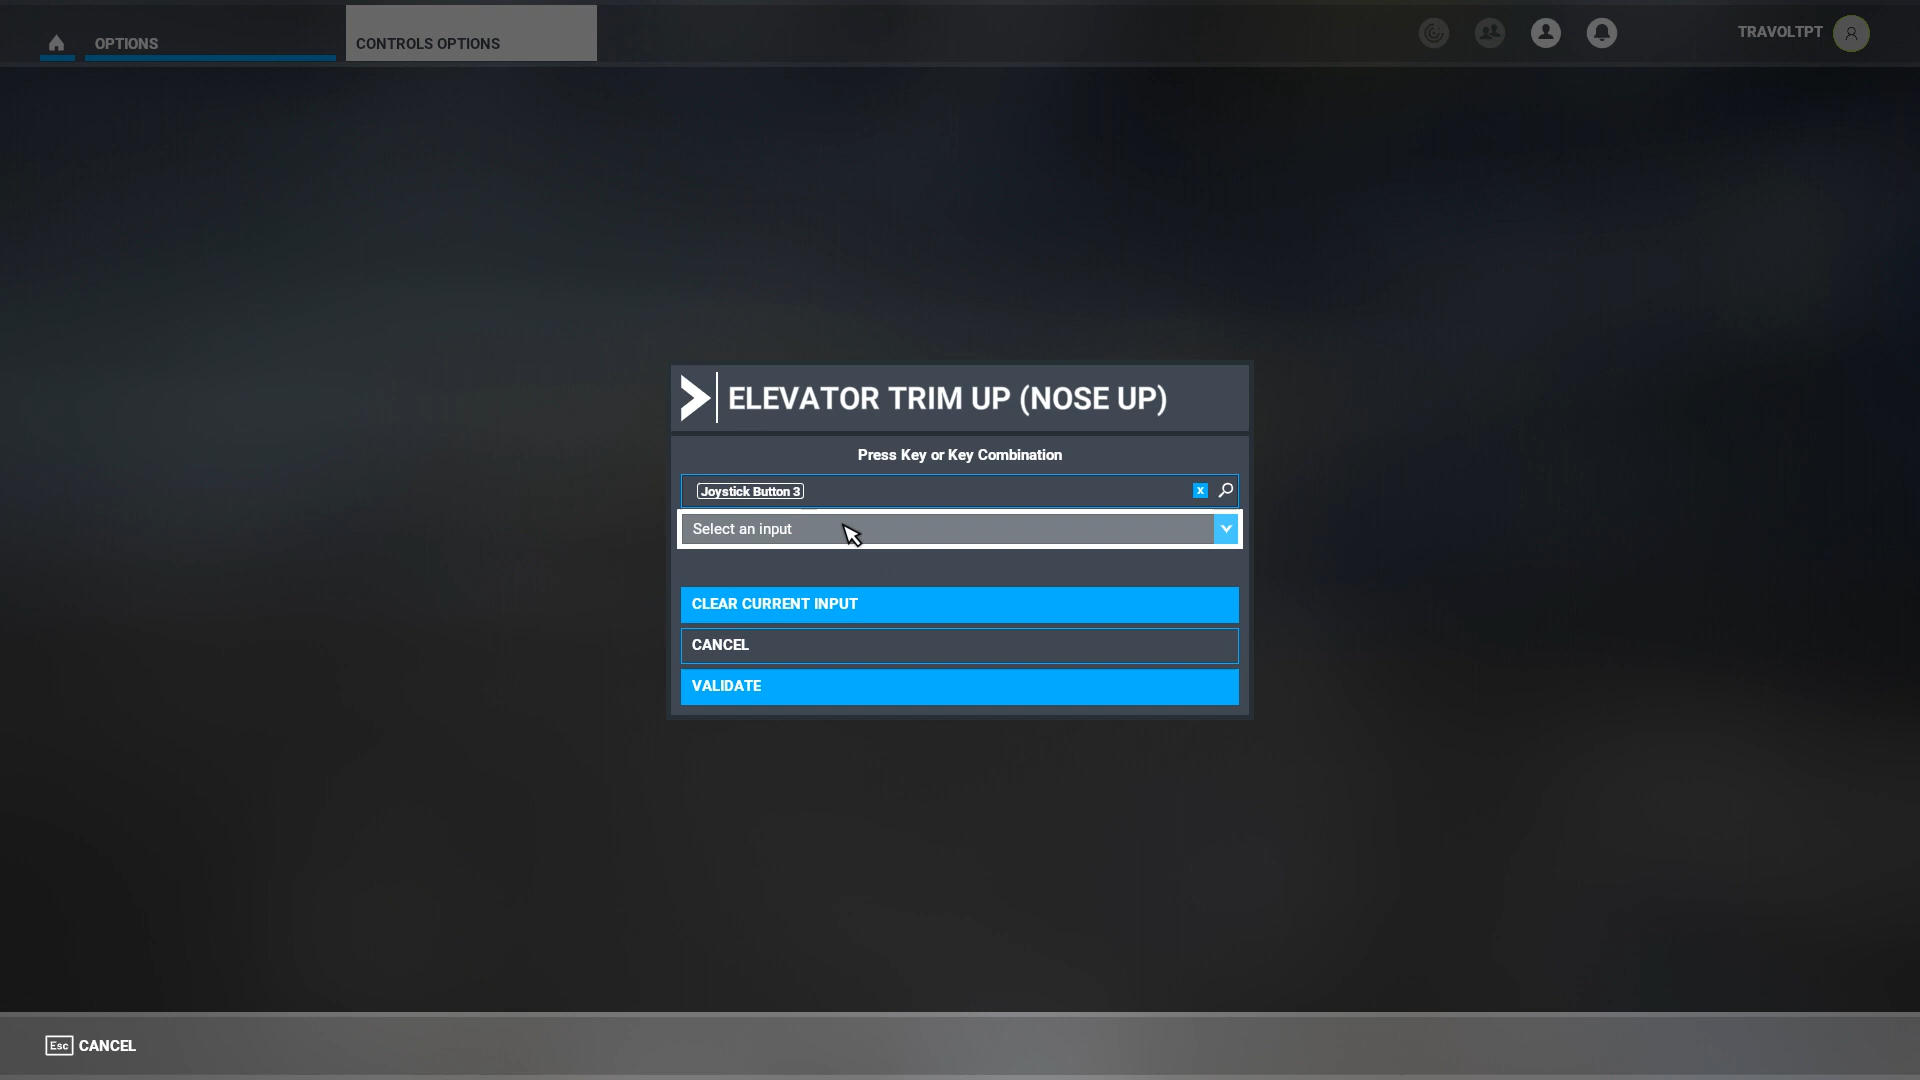 OPTIONS
CONTROLS OPTIONS
TRAVOLTPT
ELEVATOR TRIM UP (NOSE UP)
Press Key or Key Combination
Joystick Button 3
x
Select an input
CLEAR CURRENT INPUT
CANCEL
VALIDATE
Esc CANCEL